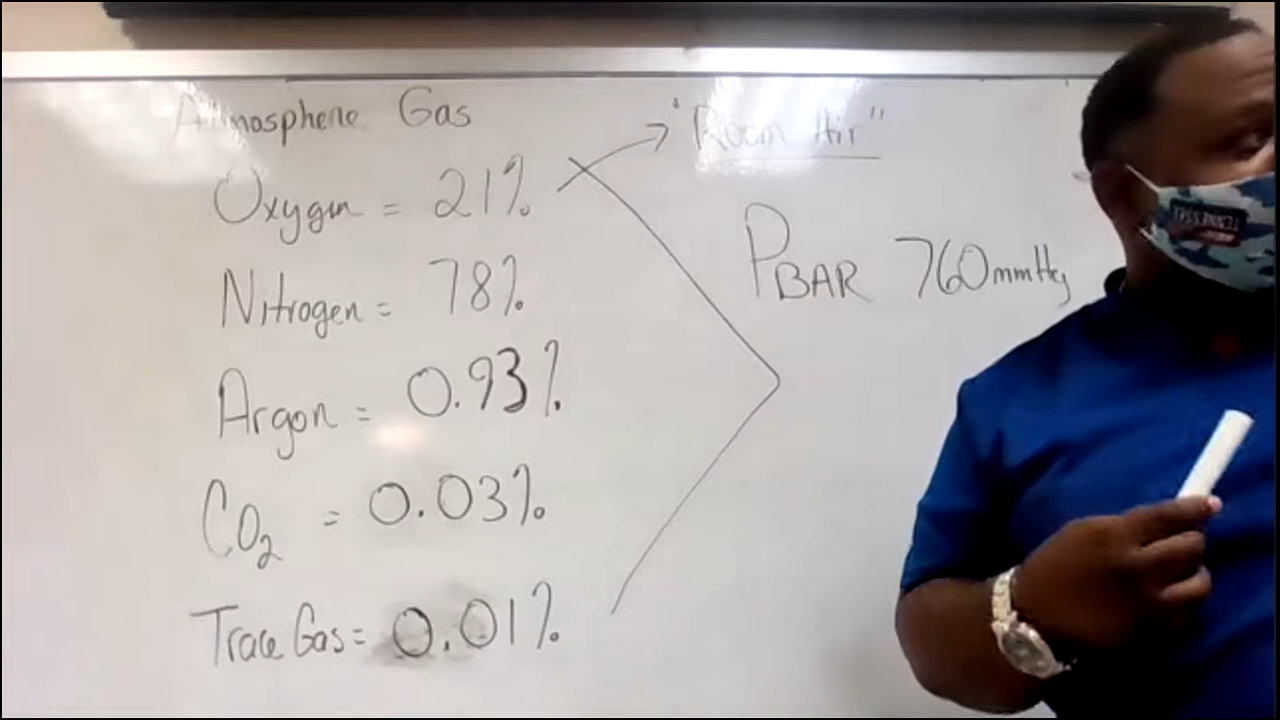 Atmosphere Gas
"Room Air"
Oxygen = 21%
Nitrogen = 78%
Argon = 0.93%
CO₂ = 0.03%
Trace Gas = 0.01%
PBAR 760mmHg